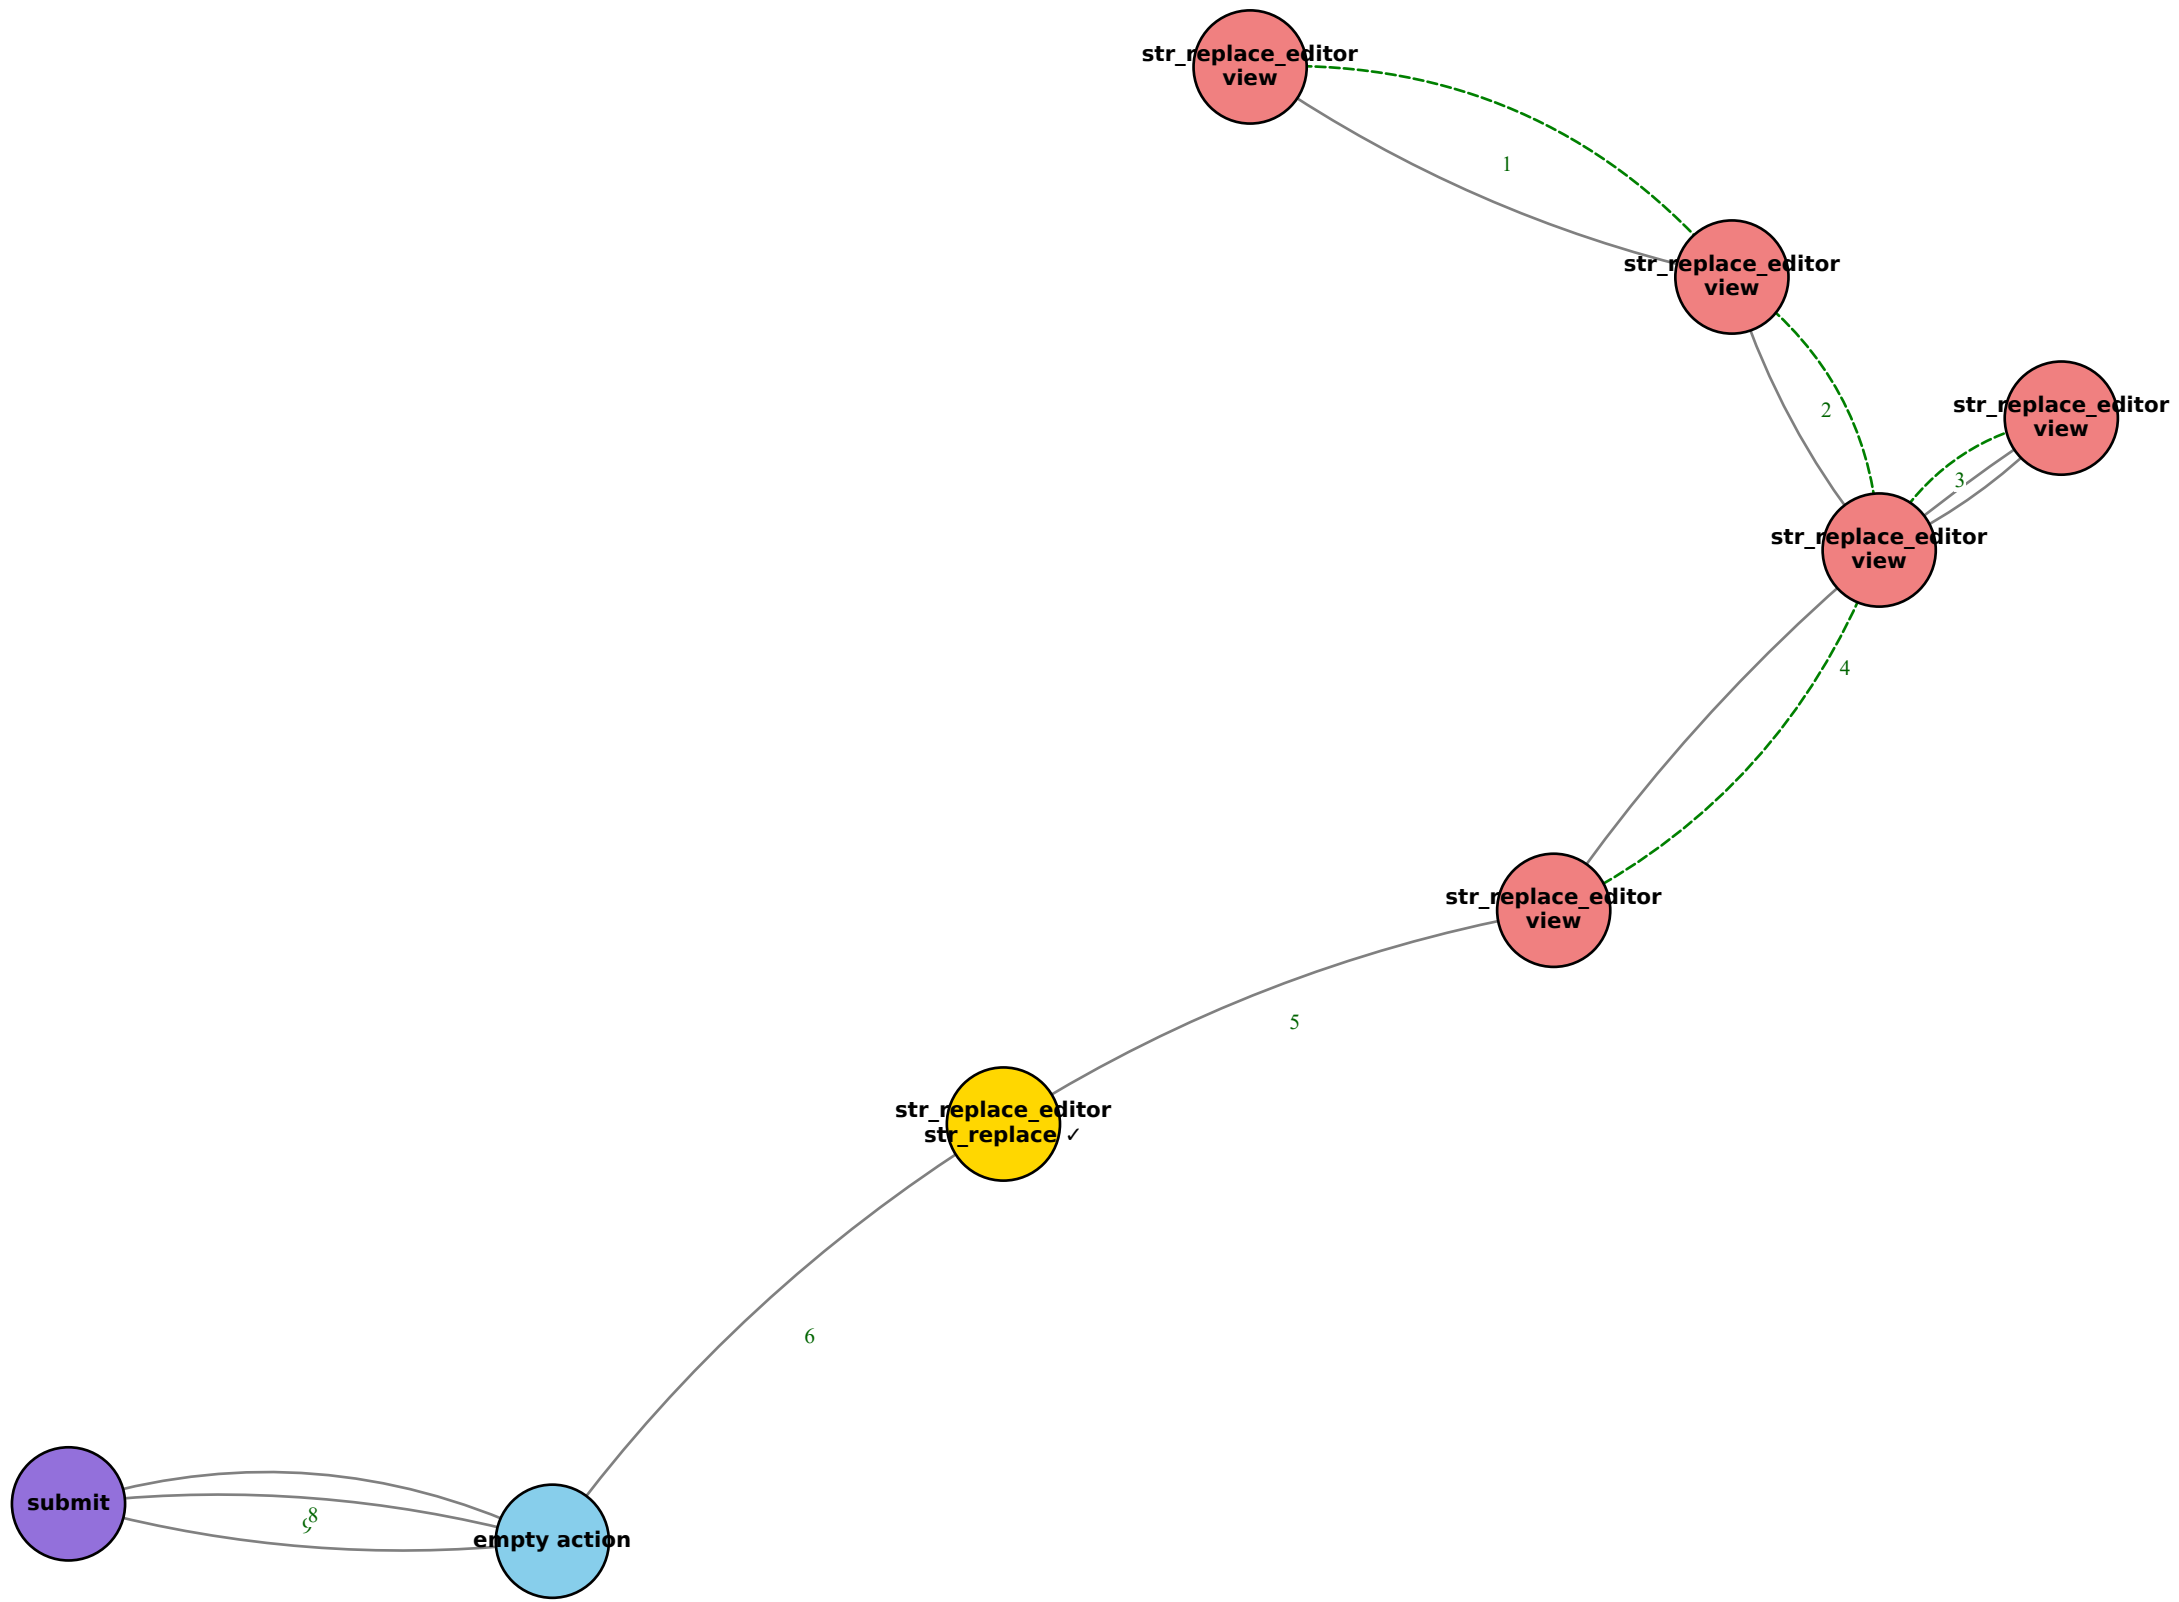 str_replace_editor
view
1
str_replace_editor
view
2
str_replace_editor
view
3
str_replace_editor
view
4
str_replace_editor
view
5
str_replace_editor
str_replace ✓
6
submit
8
9
empty action